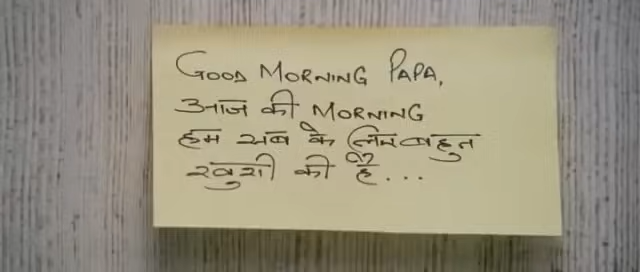 GOOD MORNING PAPA,
आज की MORNING
हम सब के लिए बहुत
खुशी की है...